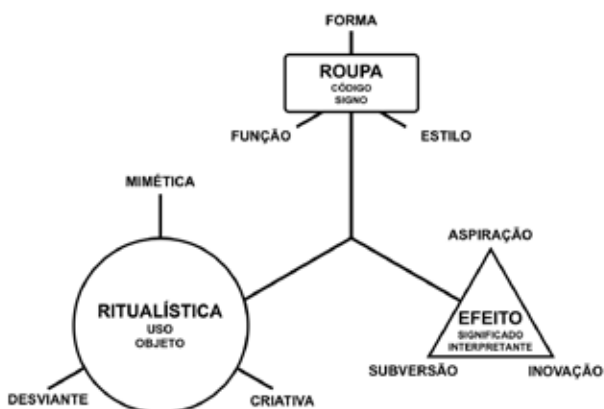 FORMA
ROUPA
CÓDIGO
SIGNO
FUNÇÃO
ESTILO
MIMÉTICA
ASPIRAÇÃO
RITUALÍSTICA
USO
OBJETO
EFEITO
SIGNIFICADO
INTERPRETANTE
SUBVERSÃO
INOVAÇÃO
DESVIANTE
CRIATIVA